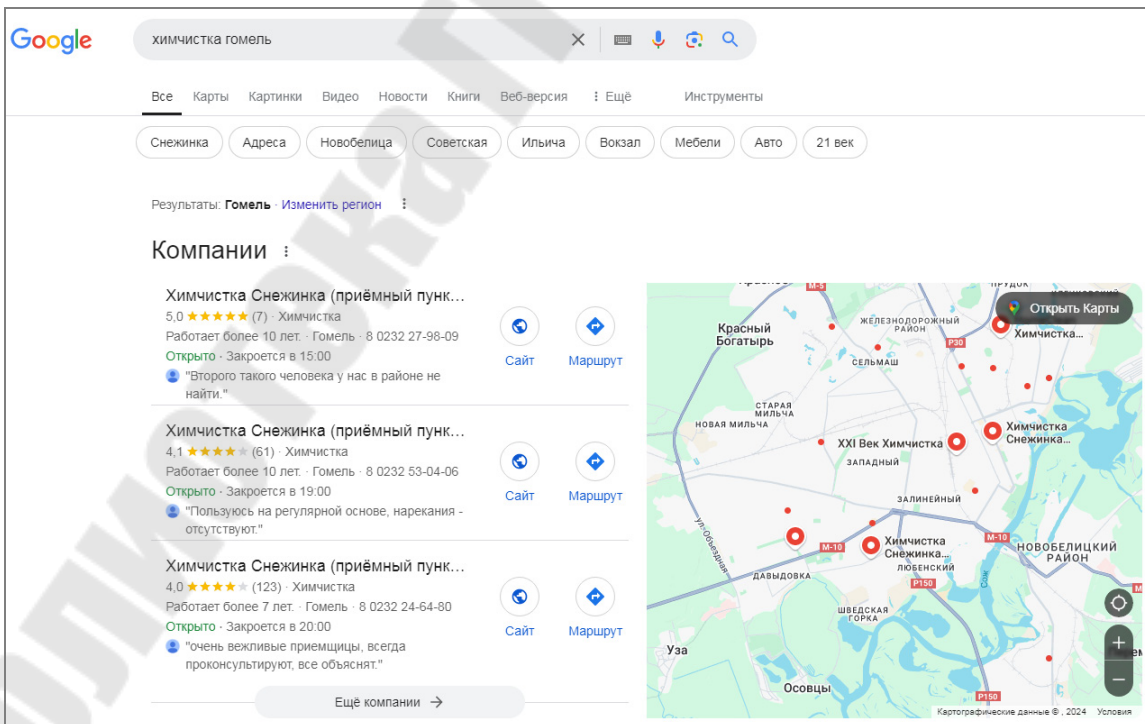 Google
химчистка гомель
Все Карты Картинки Видео Новости Книги Веб-версия Ещё Инструменты
Снежинка Адреса Новобелица Советская Ильича Вокзал Мебели Авто 21 век
Результаты: Гомель · Изменить регион
Компании
Химчистка Снежинка (приёмный пунк...
5,0 (7) · Химчистка
Работает более 10 лет. · Гомель · 8 0232 27-98-09
Открыто · Закроется в 15:00
"Второго такого человека у нас в районе не
найти."
Сайт
Маршрут
Химчистка Снежинка (приёмный пунк...
4,1 (61) · Химчистка
Работает более 10 лет. · Гомель · 8 0232 53-04-06
Открыто · Закроется в 19:00
"Пользуюсь на регулярной основе, нарекания -
отсутствуют."
Сайт
Маршрут
Химчистка Снежинка (приёмный пунк...
4,0 (123) · Химчистка
Работает более 7 лет. · Гомель · 8 0232 24-64-80
Открыто · Закроется в 20:00
"очень вежливые приемщицы, всегда
проконсультируют, все объяснят."
Сайт
Маршрут
Ещё компании
M-5
ПРУДОК
Открыть Карты
Красный
Богатырь
ЖЕЛЕЗНОДОРОЖНЫЙ
РАЙОН
P30
Химчистка...
СЕЛЬМАШ
СТАРАЯ
МИЛЬЧА
НОВАЯ МИЛЬЧА
XXI Век Химчистка
Химчистка
Снежинка...
ЗАПАДНЫЙ
ЗАЛИНЕЙНЫЙ
ул. Объездная
M-10
Химчистка
Снежинка...
M-10
НОВОБЕЛИЦКИЙ
РАЙОН
ЛЮБЕНСКИЙ
ДАВЫДОВКА
P150
Сож
ШВЕДСКАЯ
ГОРКА
Уза
Осовцы
P150
Картографические данные © , 2024 Условия